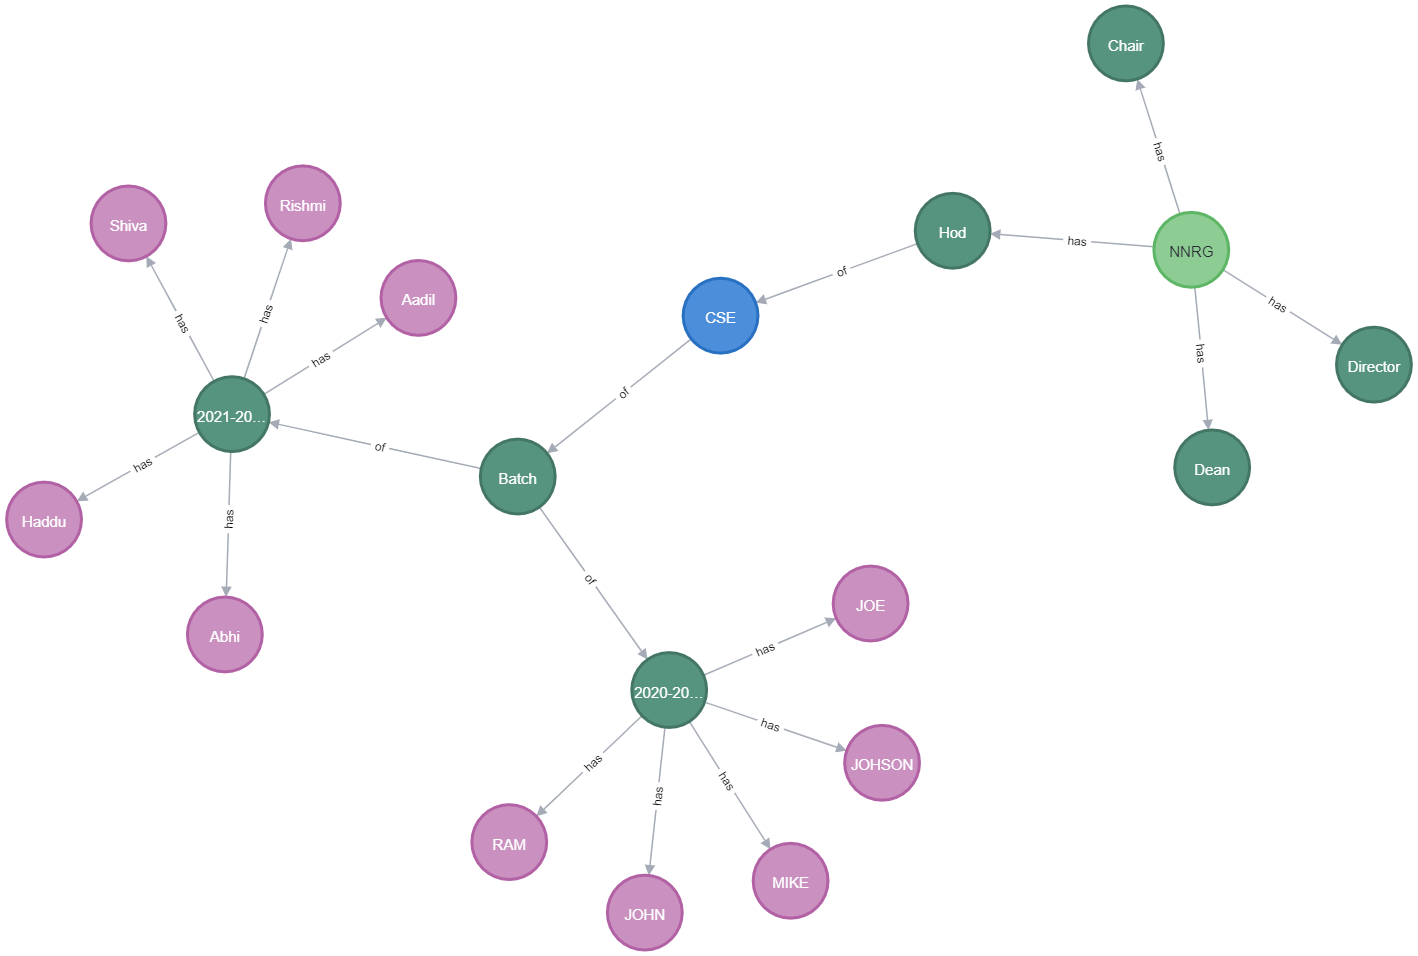 Chair
has
Shiva
Rishmi
Hod
has
NNRG
of
Aadil
CSE
has
has
has
has
has
Director
of
2021-20...
of
has
Batch
Dean
Haddu
has
of
JOE
Abhi
has
2020-20...
has
JOHSON
has
has
has
RAM
MIKE
JOHN